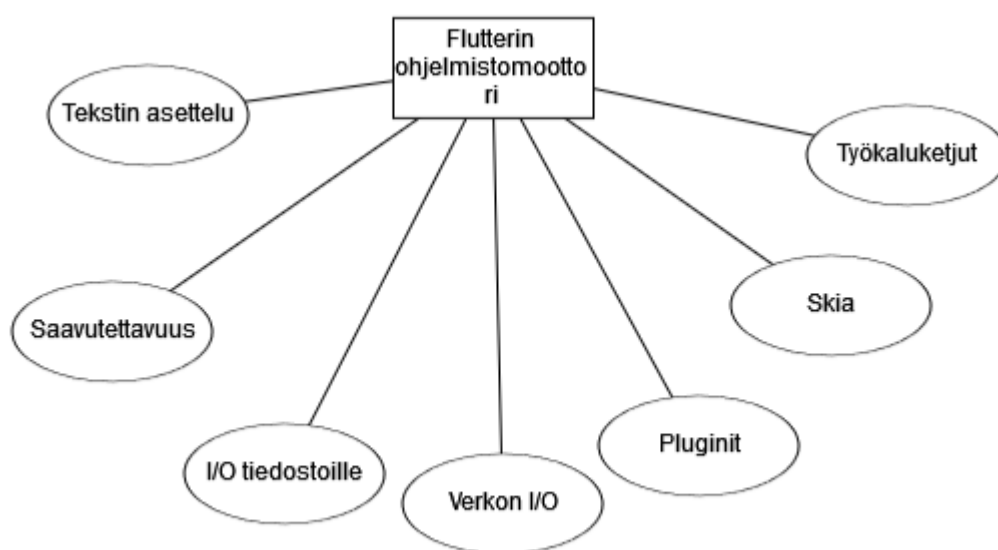 Flutterin
ohjelmistomootto
ri
Tekstin asettelu
Työkaluketjut
Saavutettavuus
Skia
I/O tiedostoille
Verkon I/O
Pluginit